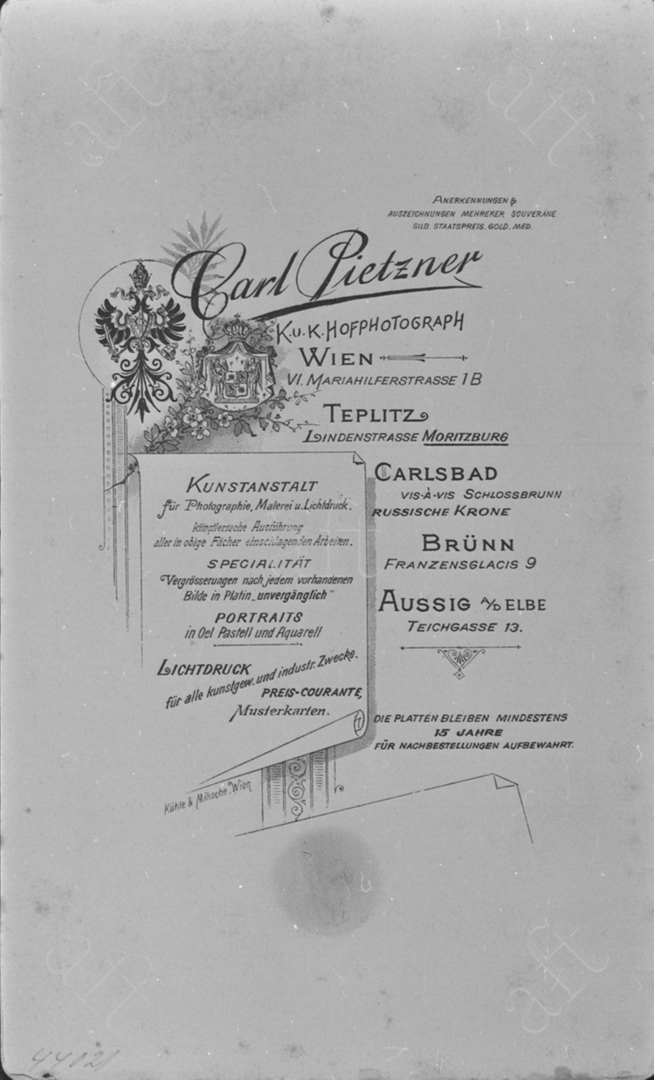 ANERKENNUNGEN &
AUSZEICHNUNGEN MEHRERER SOUVERÄNE
SILB. STAATSPREIS. GOLD. MED.
Carl Pietzner
K.u.K. HOFPHOTOGRAPH
WIEN
VI. MARIAHILFERSTRASSE 1B
TEPLITZ
LINDENSTRASSE MORITZBURG
CARLSBAD
VIS-À-VIS SCHLOSSBRUNN
RUSSISCHE KRONE
BRÜNN
FRANZENSGLACIS 9
AUSSIG A/D ELBE
TEICHGASSE 13.
KUNSTANSTALT
für Photographie, Malerei u. Lichtdruck.
künstlerische Ausführung
aller in obige Fächer einschlagenden Arbeiten.
SPECIALITÄT
Vergrösserungen nach jedem vorhandenen
Bilde in Platin „unvergänglich"
PORTRAITS
in Oel Pastell und Aquarell
LICHTDRUCK
für alle kunstgew. und industr. Zwecke.
PREIS-COURANTE,
Musterkarten.
DIE PLATTEN BLEIBEN MINDESTENS
15 JAHRE
FÜR NACHBESTELLUNGEN AUFBEWAHRT.
Kühle & Miksche, Wien
44021